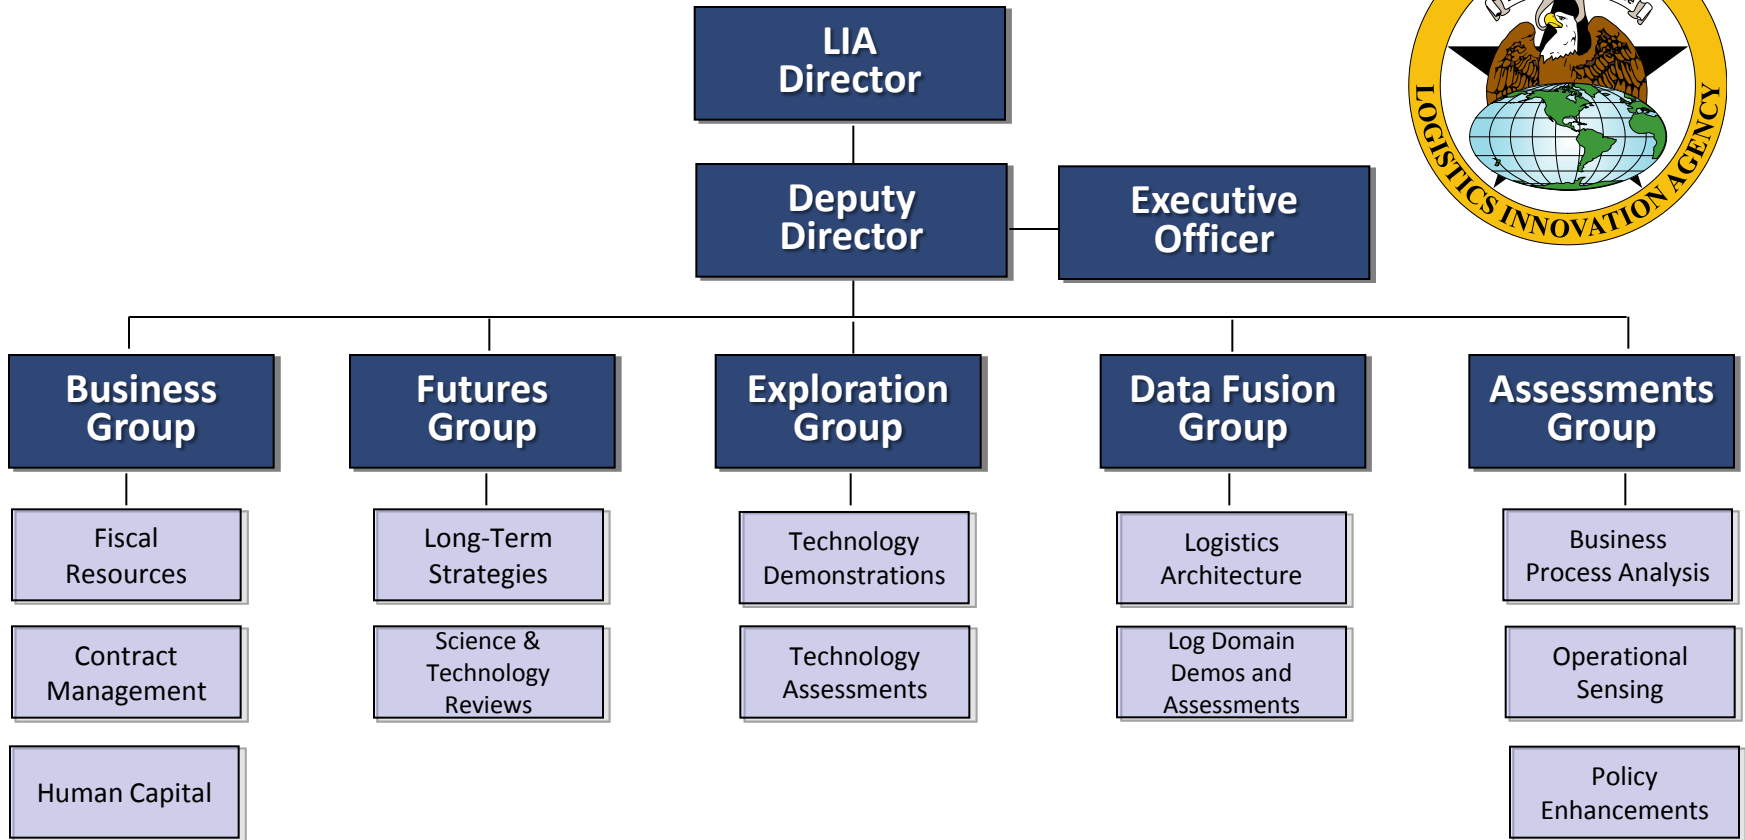 LIA
Director
LOGISTICS INNOVATION AGENCY
Deputy
Director
Executive
Officer
Business
Group
Futures
Group
Exploration
Group
Data Fusion
Group
Assessments
Group
Fiscal
Resources
Long-Term
Strategies
Technology
Demonstrations
Logistics
Architecture
Business
Process Analysis
Contract
Management
Science &
Technology
Reviews
Technology
Assessments
Log Domain
Demos and
Assessments
Operational
Sensing
Human Capital
Policy
Enhancements